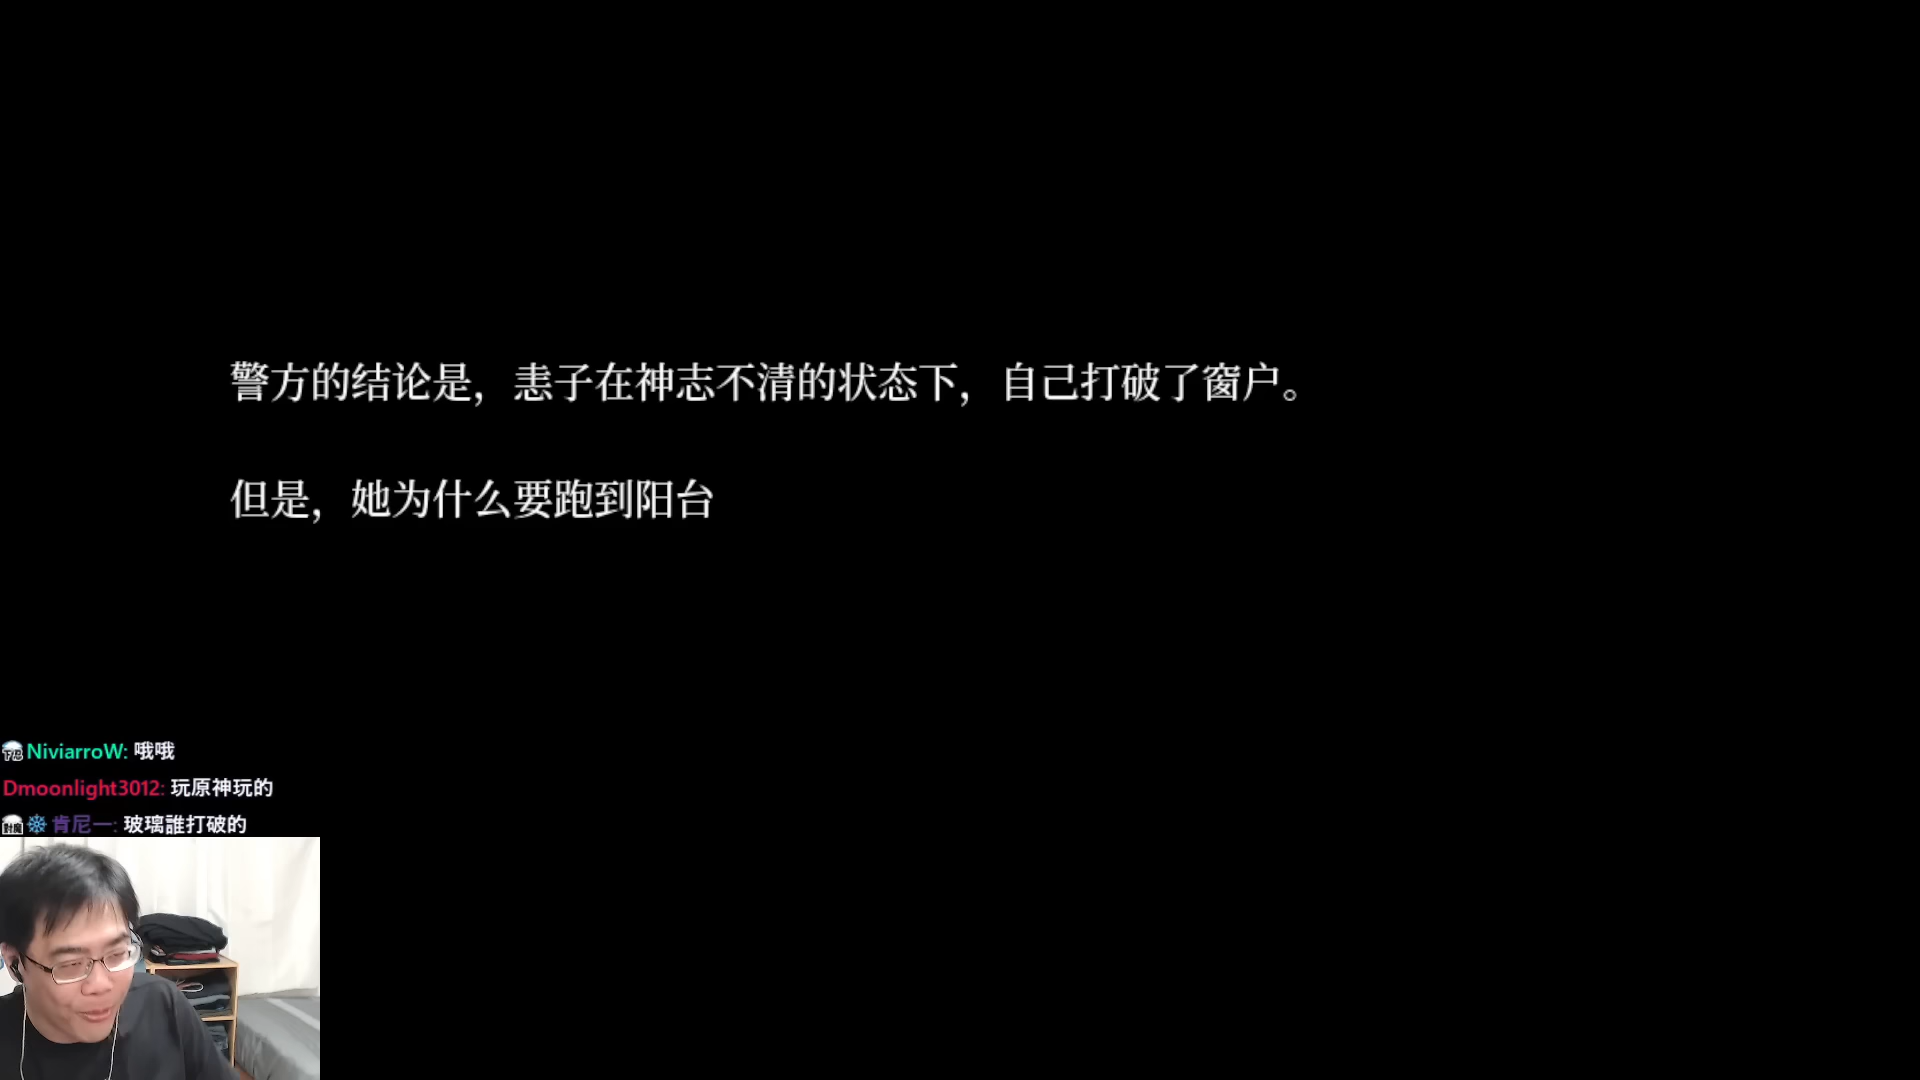 警方的结论是，恚子在神志不清的状态下，自己打破了窗户。
但是，她为什么要跑到阳台
NiviarroW: 哦哦
Dmoonlight3012: 玩原神玩的
肯尼一: 玻璃誰打破的